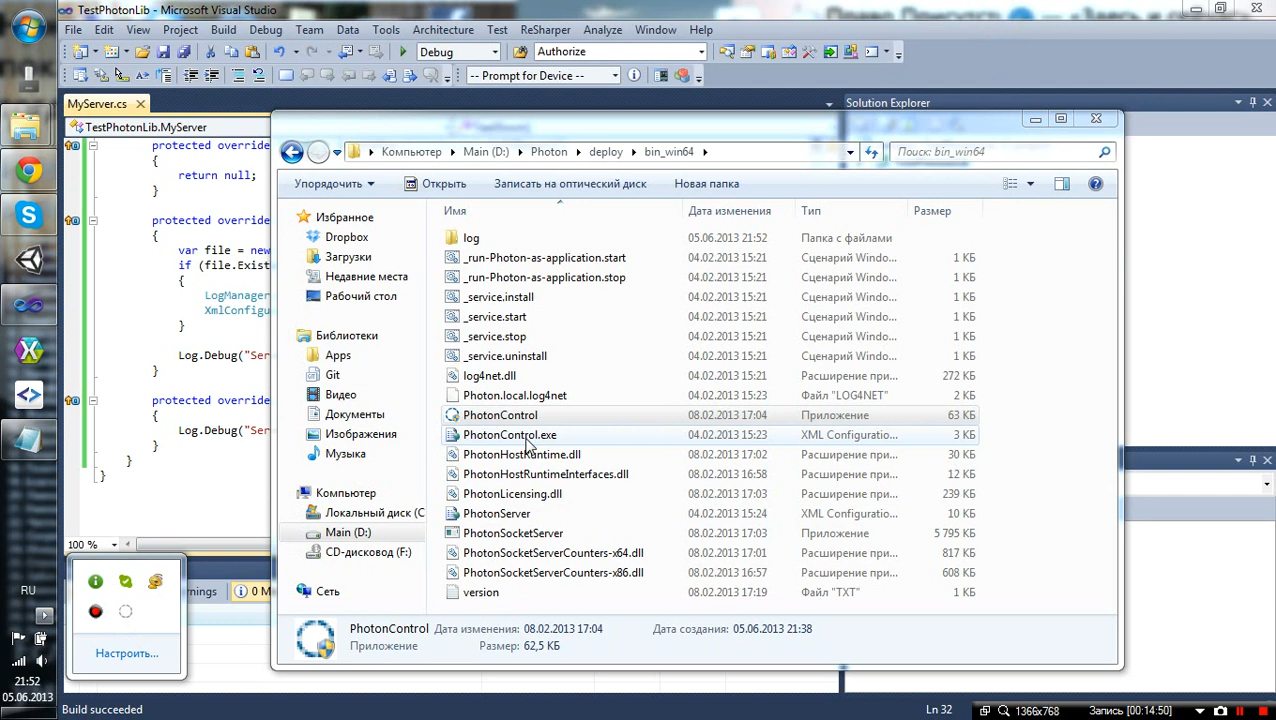 TestPhotonLib - Microsoft Visual Studio
File Edit View Project Build Debug Team Data Tools Architecture Test ReSharper Analyze Window Help
Debug Authorize
-- Prompt for Device --
MyServer.cs
Solution Explorer
TestPhotonLib.MyServer
protected override
return null;
}
protected overrid
{
var file = new
if (file.Exist
{
LogManager
XmlConfigu
}
Log.Debug("Ser
}
protected overrid
{
Log.Debug("Ser
}
}
100 %
Компьютер Main (D:) Photon deploy bin_win64
Поиск: bin_win64
Упорядочить Открыть Записать на оптический диск Новая папка
Имя Дата изменения Тип Размер
Избранное
Dropbox
Загрузки
Недавние места
Рабочий стол
Библиотеки
Apps
Git
Видео
Документы
Изображения
Музыка
Компьютер
Локальный диск (C
Main (D:)
CD-дисковод (F:)
Сеть
log 05.06.2013 21:52 Папка с файлами
_run-Photon-as-application.start 04.02.2013 15:21 Сценарий Windo... 1 КБ
_run-Photon-as-application.stop 04.02.2013 15:21 Сценарий Windo... 1 КБ
_service.install 04.02.2013 15:21 Сценарий Windo... 1 КБ
_service.start 04.02.2013 15:21 Сценарий Windo... 1 КБ
_service.stop 04.02.2013 15:21 Сценарий Windo... 1 КБ
_service.uninstall 04.02.2013 15:21 Сценарий Windo... 1 КБ
log4net.dll 04.02.2013 15:21 Расширение при... 272 КБ
Photon.local.log4net 04.02.2013 15:23 Файл "LOG4NET" 2 КБ
PhotonControl 08.02.2013 17:04 Приложение 63 КБ
PhotonControl.exe 04.02.2013 15:23 XML Configuratio... 3 КБ
PhotonHostRuntime.dll 08.02.2013 17:02 Расширение при... 30 КБ
PhotonHostRuntimeInterfaces.dll 08.02.2013 16:58 Расширение при... 12 КБ
PhotonLicensing.dll 08.02.2013 17:03 Расширение при... 239 КБ
PhotonServer 04.02.2013 15:24 XML Configuratio... 10 КБ
PhotonSocketServer 08.02.2013 17:03 Приложение 5 795 КБ
PhotonSocketServerCounters-x64.dll 08.02.2013 17:01 Расширение при... 817 КБ
PhotonSocketServerCounters-x86.dll 08.02.2013 16:57 Расширение при... 608 КБ
version 08.02.2013 17:19 Файл "TXT" 1 КБ
PhotonControl Дата изменения: 08.02.2013 17:04 Дата создания: 05.06.2013 21:38
Приложение Размер: 62,5 КБ
rnings 0 M
Настроить...
RU
21:52
05.06.2013
Build succeeded
Ln 32
1366x768 Запись [00:14:50]